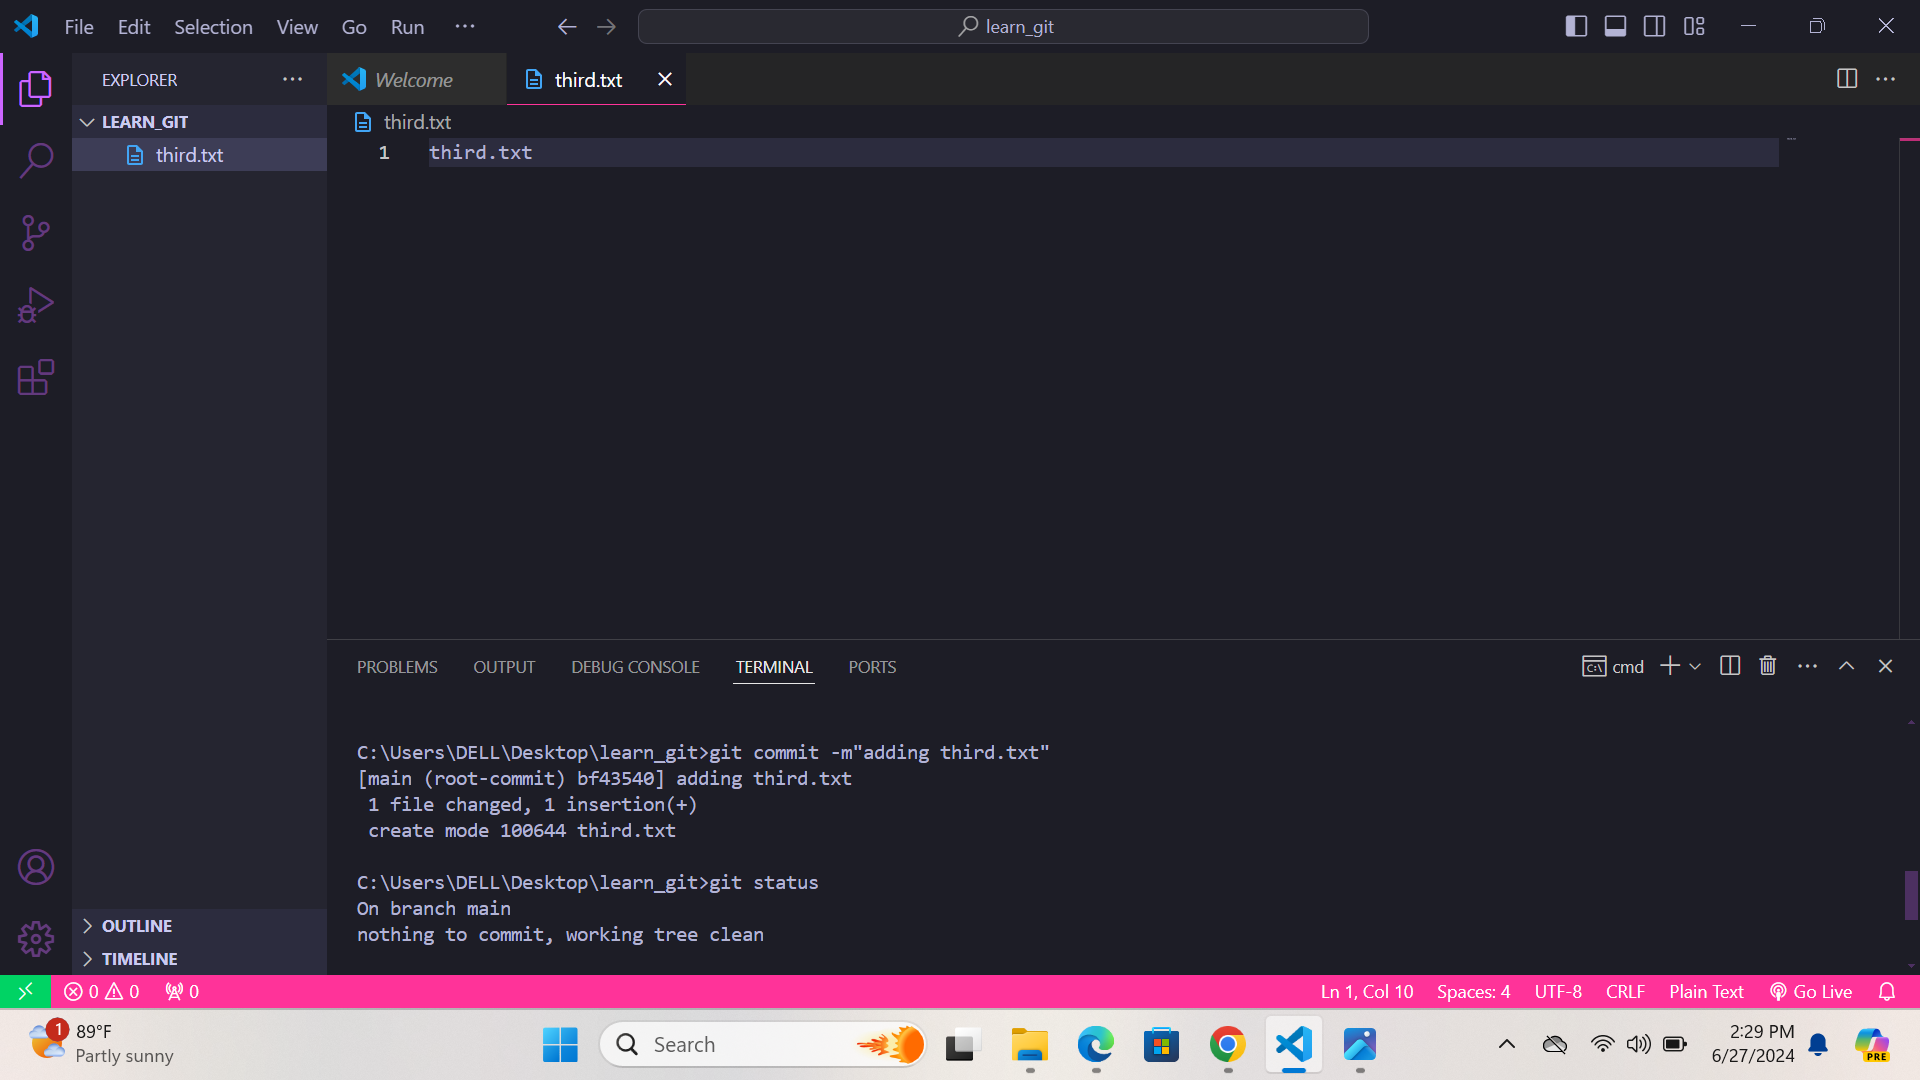 File Edit Selection View Go Run ··· learn_git
EXPLORER ···
Welcome
third.txt
LEARN_GIT
third.txt
third.txt
1 third.txt
PROBLEMS OUTPUT DEBUG CONSOLE TERMINAL PORTS
cmd
C:\Users\DELL\Desktop\learn_git>git commit -m"adding third.txt"
[main (root-commit) bf43540] adding third.txt
 1 file changed, 1 insertion(+)
 create mode 100644 third.txt
C:\Users\DELL\Desktop\learn_git>git status
On branch main
nothing to commit, working tree clean
OUTLINE
TIMELINE
0 0 0 Ln 1, Col 10 Spaces: 4 UTF-8 CRLF Plain Text Go Live
1
89°F
Partly sunny
Search
2:29 PM
6/27/2024
PRE